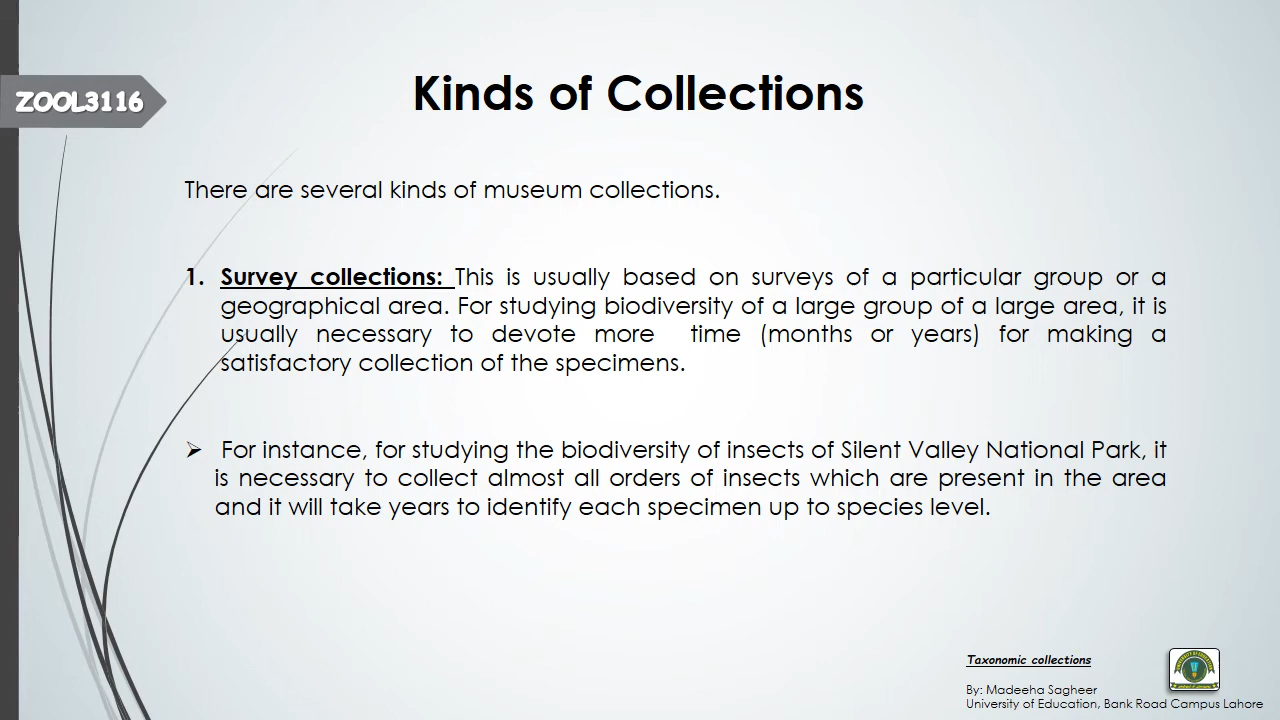 Kinds of Collections
ZOOL3116
There are several kinds of museum collections.
1. Survey collections: This is usually based on surveys of a particular group or a
geographical area. For studying biodiversity of a large group of a large area, it is
usually necessary to devote more time (months or years) for making a
satisfactory collection of the specimens.
➢ For instance, for studying the biodiversity of insects of Silent Valley National Park, it
is necessary to collect almost all orders of insects which are present in the area
and it will take years to identify each specimen up to species level.
Taxonomic collections
By: Madeeha Sagheer
University of Education, Bank Road Campus Lahore